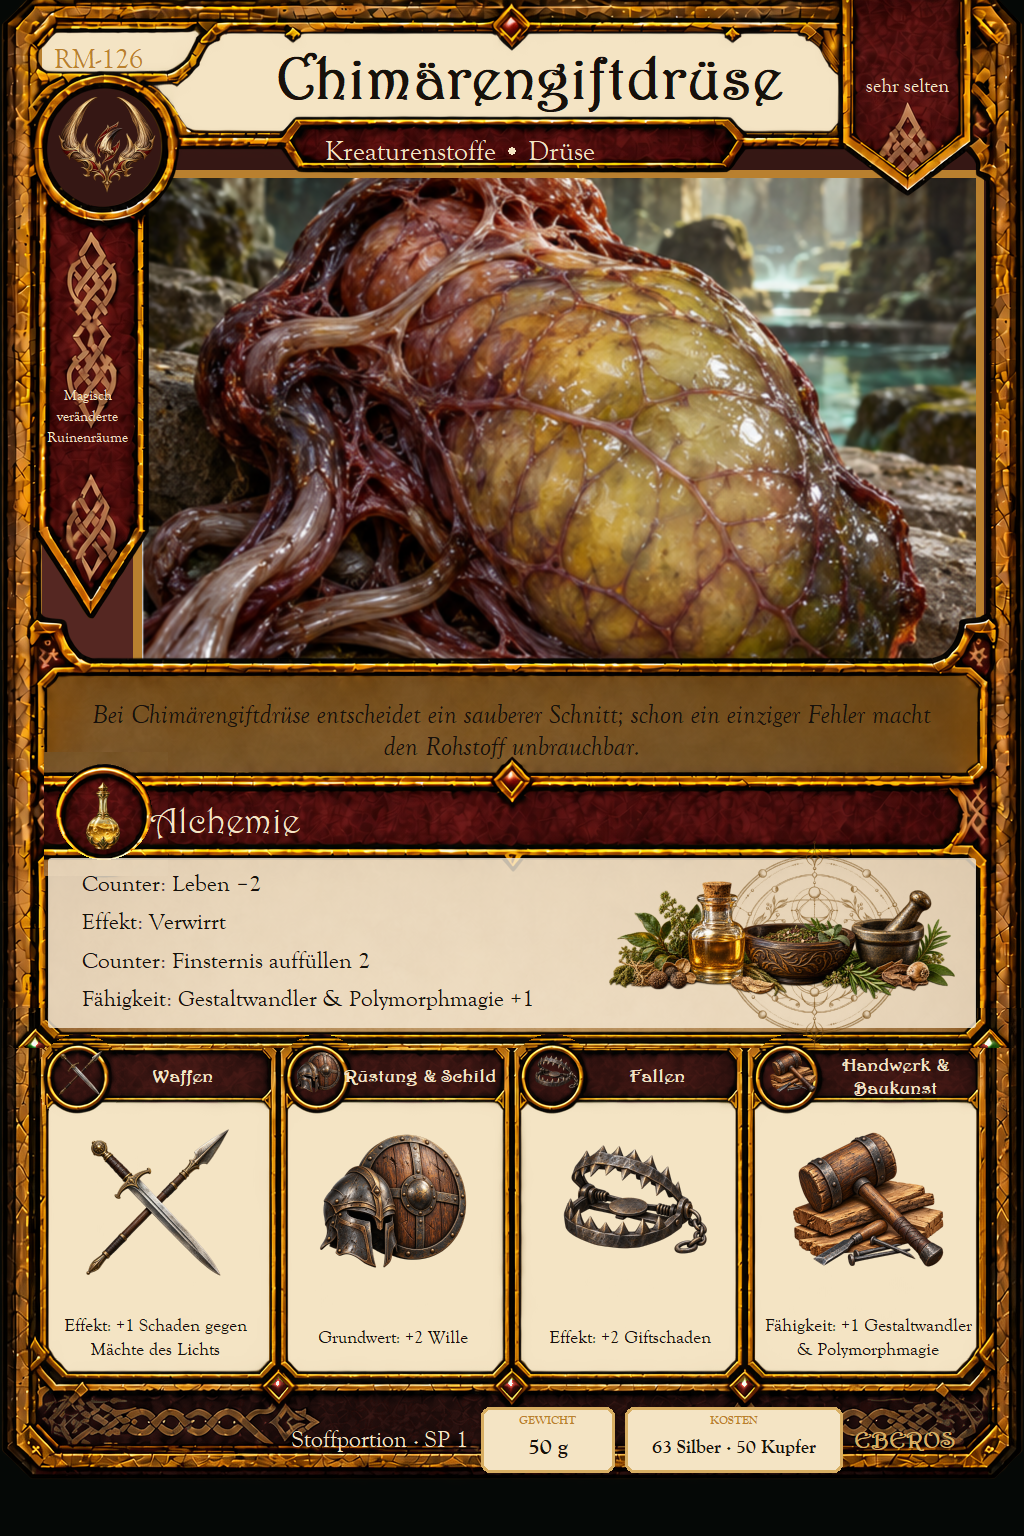 RM-126
Chimärengiftdrüse
sehr selten
Kreaturenstoffe • Drüse
Magisch
veränderte
Ruinenräume
Bei Chimärengiftdrüse entscheidet ein sauberer Schnitt; schon ein einziger Fehler macht
den Rohstoff unbrauchbar.
Alchemie
Counter: Leben −2
Effekt: Verwirrt
Counter: Finsternis auffüllen 2
Fähigkeit: Gestaltwandler & Polymorphmagie +1
Waffen
Effekt: +1 Schaden gegen
Mächte des Lichts
Rüstung & Schild
Grundwert: +2 Wille
Fallen
Effekt: +2 Giftschaden
Handwerk &
Baukunst
Fähigkeit: +1 Gestaltwandler
& Polymorphmagie
Stoffportion · SP 1
GEWICHT
50 g
KOSTEN
63 Silber · 50 Kupfer
EBEROS